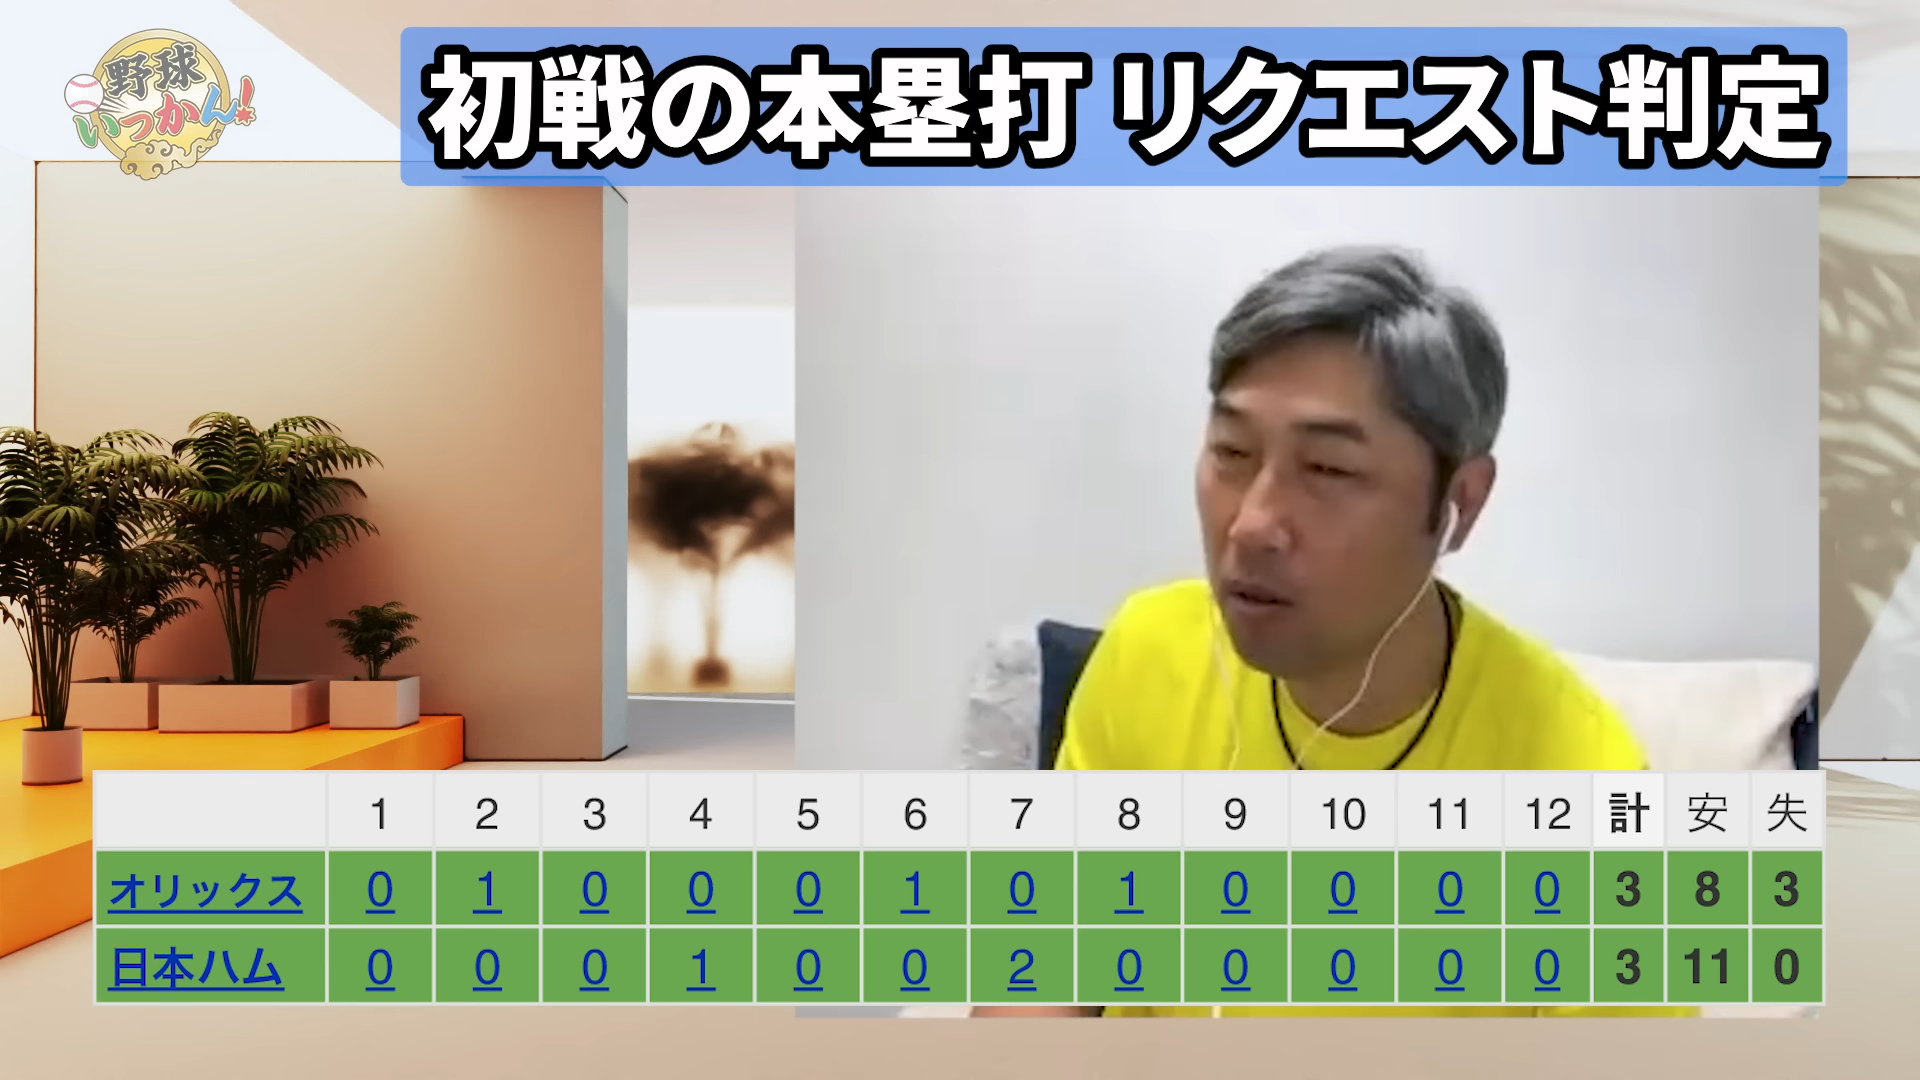 野球
いっかん!
初戦の本塁打 リクエスト判定
1 2 3 4 5 6 7 8 9 10 11 12 計 安 失
オリックス 0 1 0 0 0 1 0 1 0 0 0 0 3 8 3
日本ハム 0 0 0 1 0 0 2 0 0 0 0 0 3 11 0